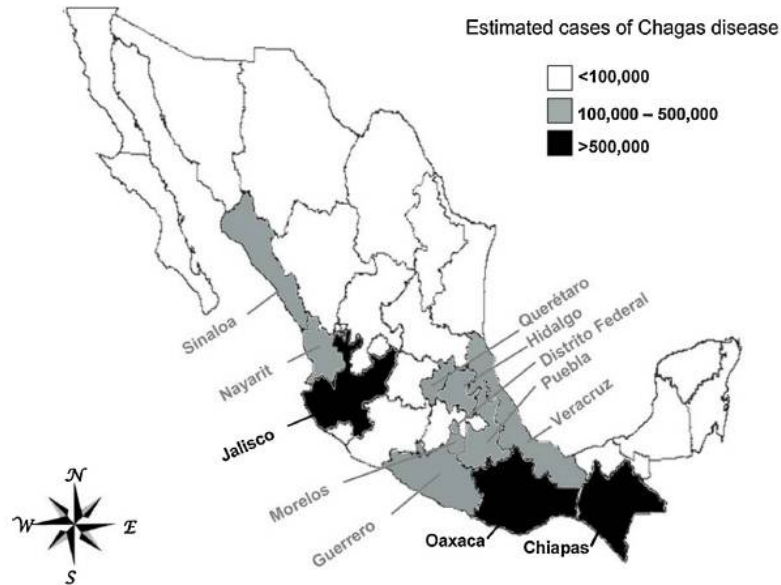 Estimated cases of Chagas disease
<100,000
100,000 – 500,000
>500,000
Querétaro
Hidalgo
Distrito Federal
Puebla
Veracruz
Sinaloa
Nayarit
Jalisco
Morelos
Guerrero
Oaxaca
Chiapas
N
W
E
S